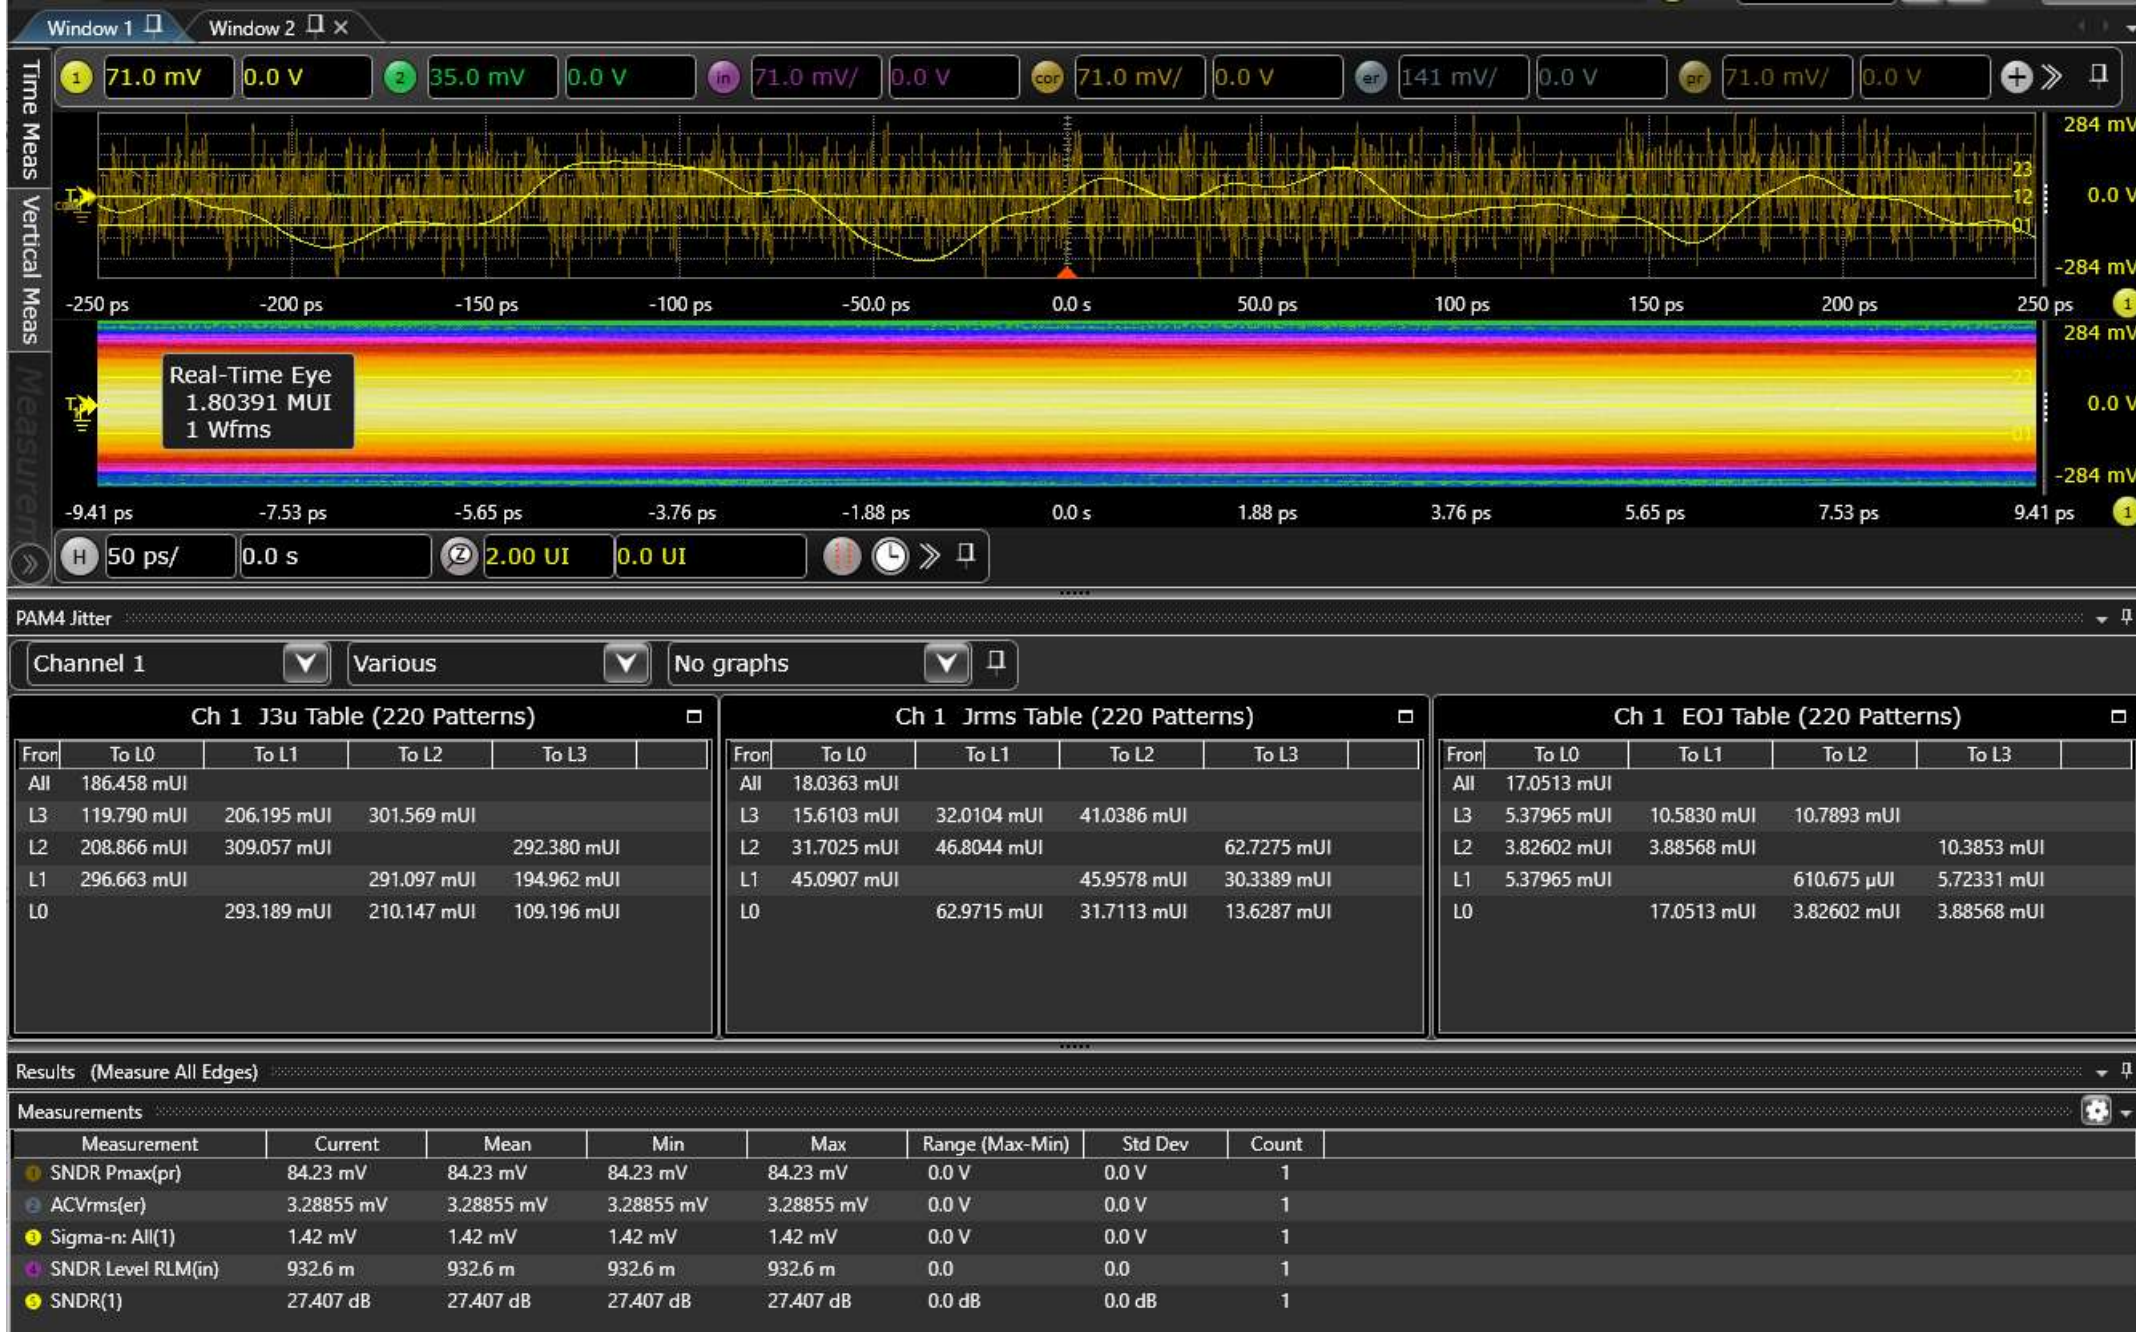 Window 1 Window 2
Time Meas
Vertical Meas
1 71.0 mV 0.0 V 2 35.0 mV 0.0 V in 71.0 mV/ 0.0 V cor 71.0 mV/ 0.0 V er 141 mV/ 0.0 V pr 71.0 mV/ 0.0 V
284 mV
23
12 0.0 V
01
-284 mV
-250 ps -200 ps -150 ps -100 ps -50.0 ps 0.0 s 50.0 ps 100 ps 150 ps 200 ps 250 ps 1
284 mV
Real-Time Eye
1.80391 MUI
1 Wfms
23
0.0 V
01
-284 mV
-9.41 ps -7.53 ps -5.65 ps -3.76 ps -1.88 ps 0.0 s 1.88 ps 3.76 ps 5.65 ps 7.53 ps 9.41 ps 1
H 50 ps/ 0.0 s Z 2.00 UI 0.0 UI
PAM4 Jitter
Channel 1 Various No graphs
Ch 1 J3u Table (220 Patterns)
Fron To L0 To L1 To L2 To L3
All 186.458 mUI
L3 119.790 mUI 206.195 mUI 301.569 mUI
L2 208.866 mUI 309.057 mUI 292.380 mUI
L1 296.663 mUI 291.097 mUI 194.962 mUI
L0 293.189 mUI 210.147 mUI 109.196 mUI
Ch 1 Jrms Table (220 Patterns)
Fron To L0 To L1 To L2 To L3
All 18.0363 mUI
L3 15.6103 mUI 32.0104 mUI 41.0386 mUI
L2 31.7025 mUI 46.8044 mUI 62.7275 mUI
L1 45.0907 mUI 45.9578 mUI 30.3389 mUI
L0 62.9715 mUI 31.7113 mUI 13.6287 mUI
Ch 1 EOJ Table (220 Patterns)
Fron To L0 To L1 To L2 To L3
All 17.0513 mUI
L3 5.37965 mUI 10.5830 mUI 10.7893 mUI
L2 3.82602 mUI 3.88568 mUI 10.3853 mUI
L1 5.37965 mUI 610.675 µUI 5.72331 mUI
L0 17.0513 mUI 3.82602 mUI 3.88568 mUI
Results (Measure All Edges)
Measurements
Measurement Current Mean Min Max Range (Max-Min) Std Dev Count
1 SNDR Pmax(pr) 84.23 mV 84.23 mV 84.23 mV 84.23 mV 0.0 V 0.0 V 1
2 ACVrms(er) 3.28855 mV 3.28855 mV 3.28855 mV 3.28855 mV 0.0 V 0.0 V 1
3 Sigma-n: All(1) 1.42 mV 1.42 mV 1.42 mV 1.42 mV 0.0 V 0.0 V 1
4 SNDR Level RLM(in) 932.6 m 932.6 m 932.6 m 932.6 m 0.0 0.0 1
5 SNDR(1) 27.407 dB 27.407 dB 27.407 dB 27.407 dB 0.0 dB 0.0 dB 1